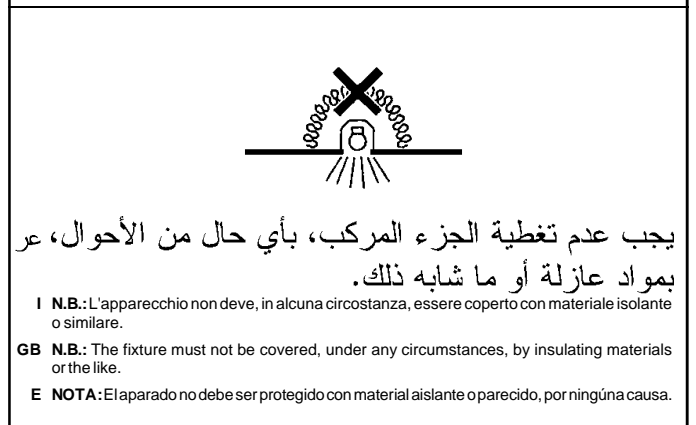 يجب عدم تغطية الجزء المركب، بأي حال من الأحوال، عر
بمواد عازلة أو ما شابه ذلك.
I N.B.: L'apparecchio non deve, in alcuna circostanza, essere coperto con materiale isolante
o similare.
GB N.B.: The fixture must not be covered, under any circumstances, by insulating materials
or the like.
E NOTA: El aparado no debe ser protegido con material aislante o parecido, por ningúna causa.